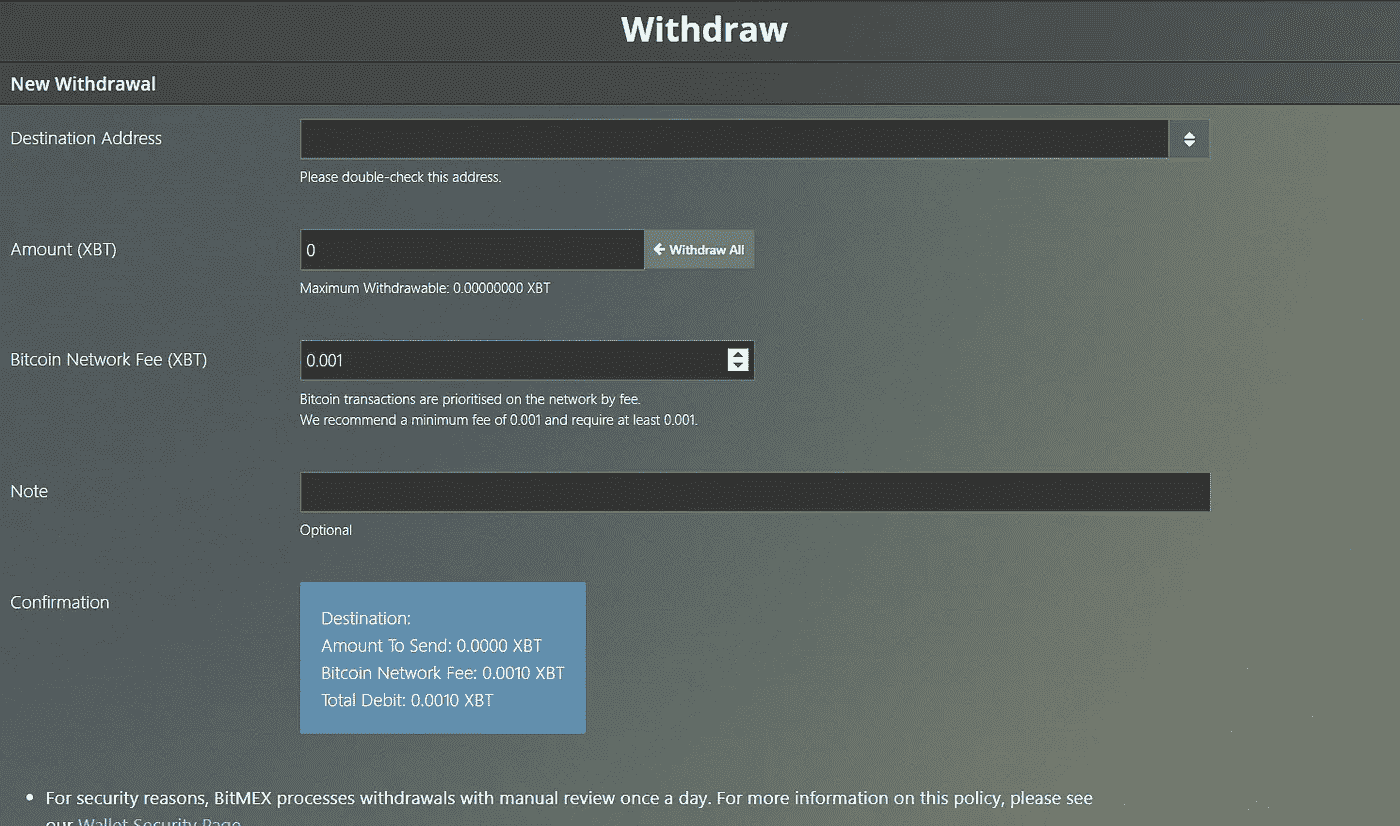 Withdraw
New Withdrawal
Destination Address
Please double-check this address.
Amount (XBT)
0
Withdraw All
Maximum Withdrawable: 0.00000000 XBT
Bitcoin Network Fee (XBT)
0.001
Bitcoin transactions are prioritised on the network by fee.
We recommend a minimum fee of 0.001 and require at least 0.001.
Note
Optional
Confirmation
Destination:
Amount To Send: 0.0000 XBT
Bitcoin Network Fee: 0.0010 XBT
Total Debit: 0.0010 XBT
• For security reasons, BitMEX processes withdrawals with manual review once a day. For more information on this policy, please see
our Wallet Security Page